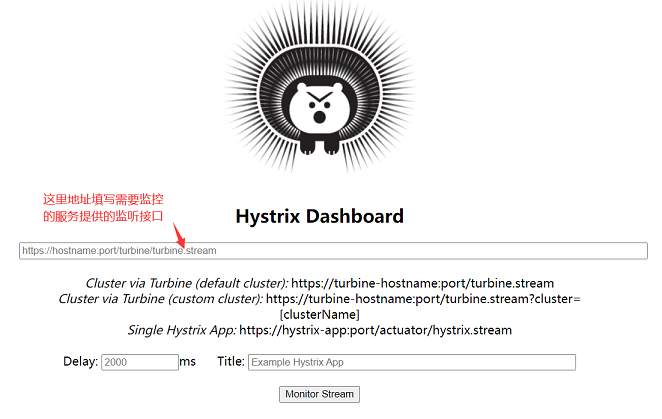 这里地址填写需要监控
的服务提供的监听接口
Hystrix Dashboard
https://hostname:port/turbine/turbine.stream
Cluster via Turbine (default cluster): https://turbine-hostname:port/turbine.stream
Cluster via Turbine (custom cluster): https://turbine-hostname:port/turbine.stream?cluster=
[clusterName]
Single Hystrix App: https://hystrix-app:port/actuator/hystrix.stream
Delay: 2000 ms Title: Example Hystrix App
Monitor Stream